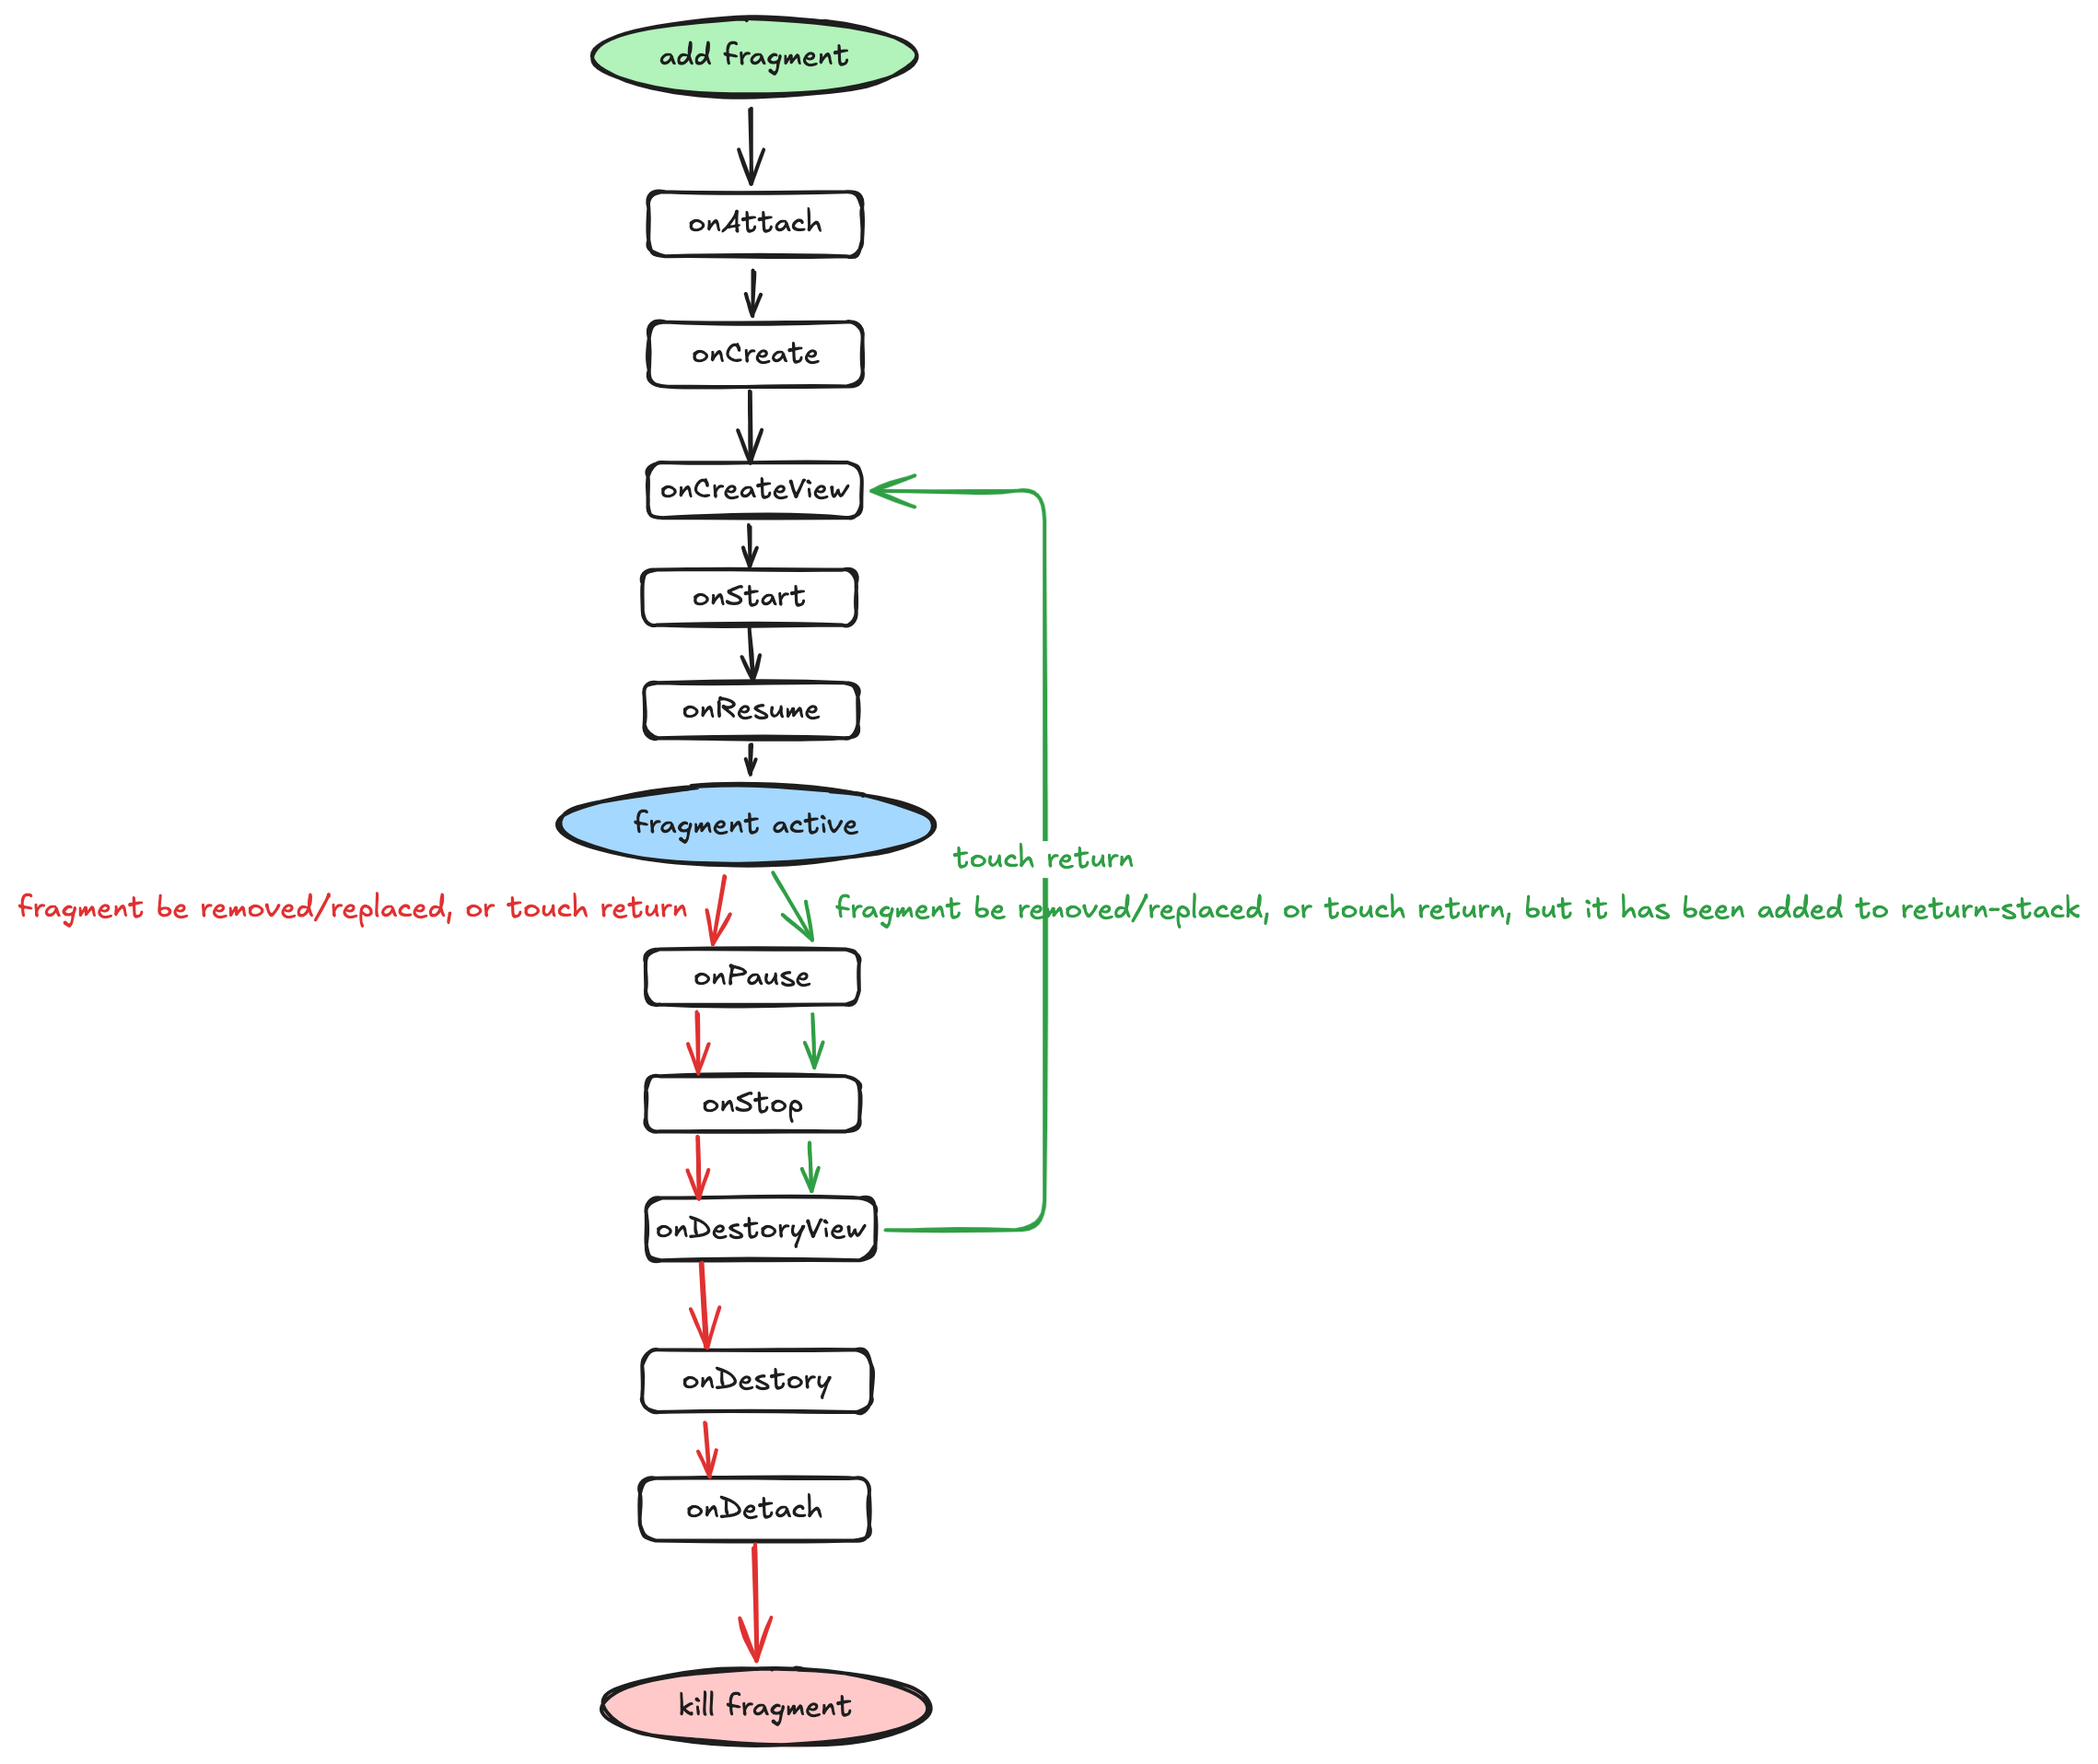 add fragment
onAttach
onCreate
onCreateView
onStart
onResume
fragment active
touch return
fragment be removed/replaced, or touch return
fragment be removed/replaced, or touch return, but it has been added to return-stack
onPause
onStop
onDestoryView
onDestory
onDetach
kill fragment